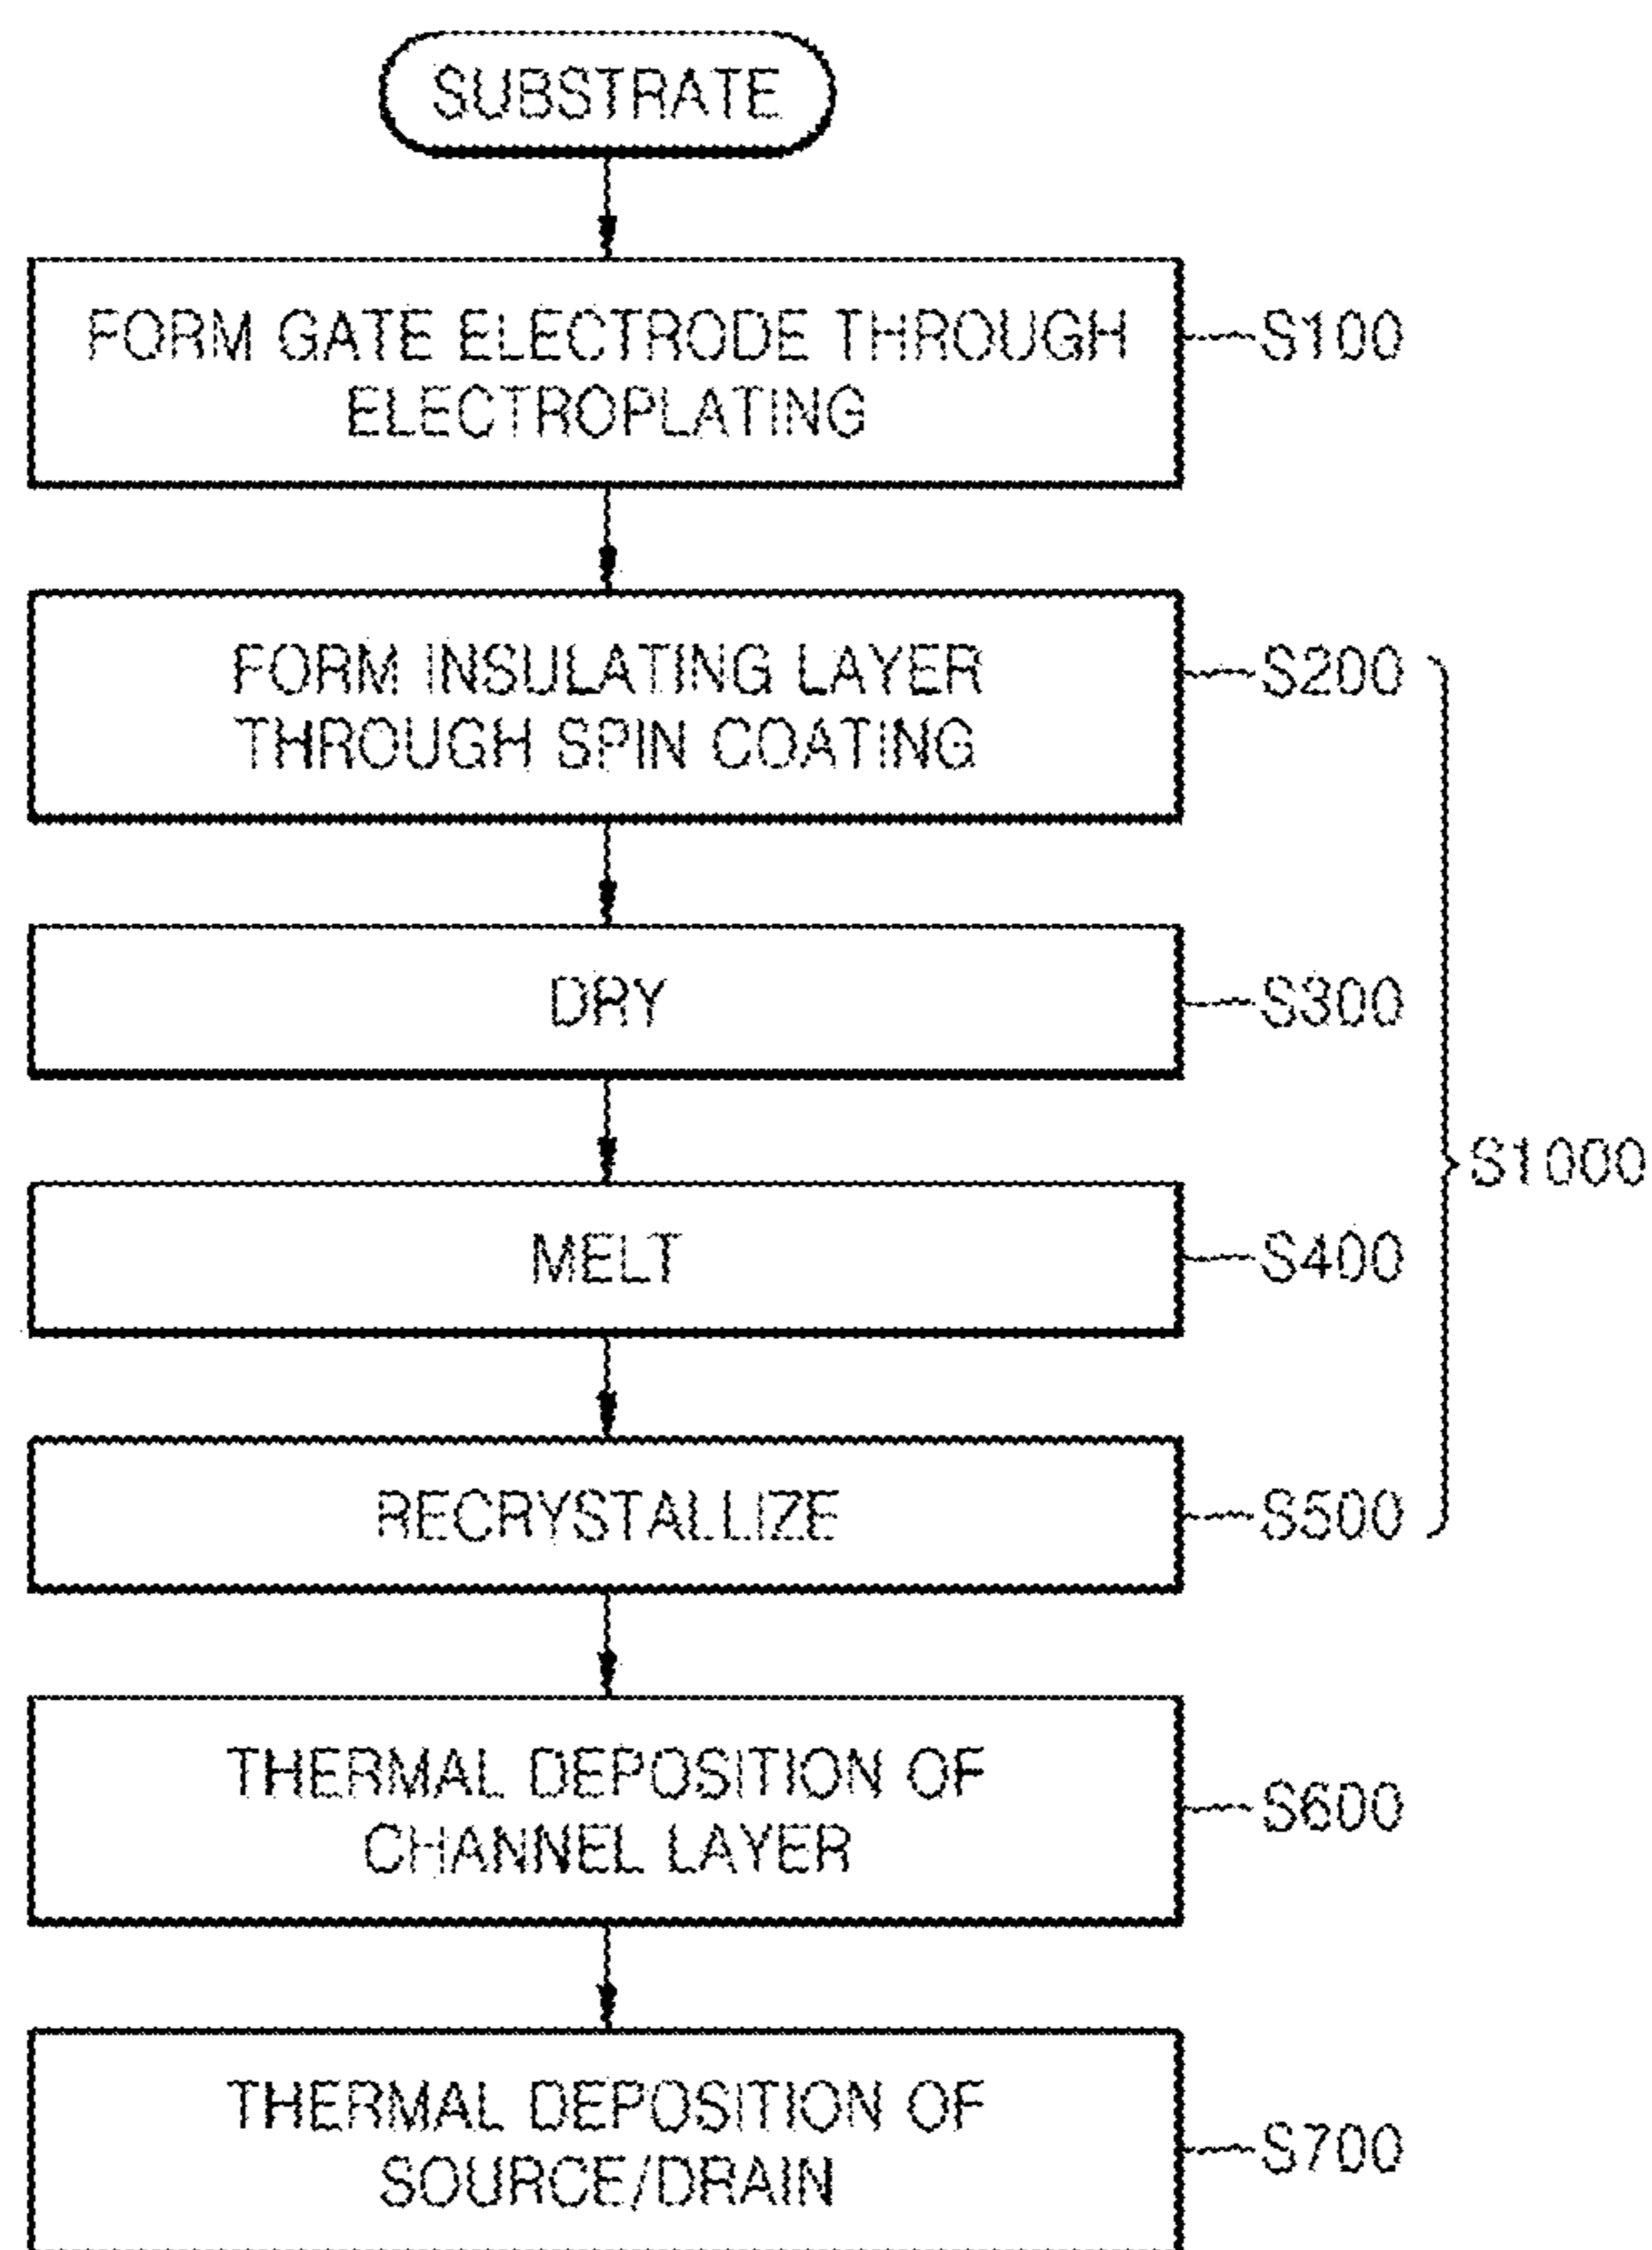 SUBSTRATE
FORM GATE ELECTRODE THROUGH
ELECTROPLATING
S100
FORM INSULATING LAYER
THROUGH SPIN COATING
S200
DRY
S300
S1000
MELT
S400
RECRYSTALLIZE
S500
THERMAL DEPOSITION OF
CHANNEL LAYER
S600
THERMAL DEPOSITION OF
SOURCE/DRAIN
S700